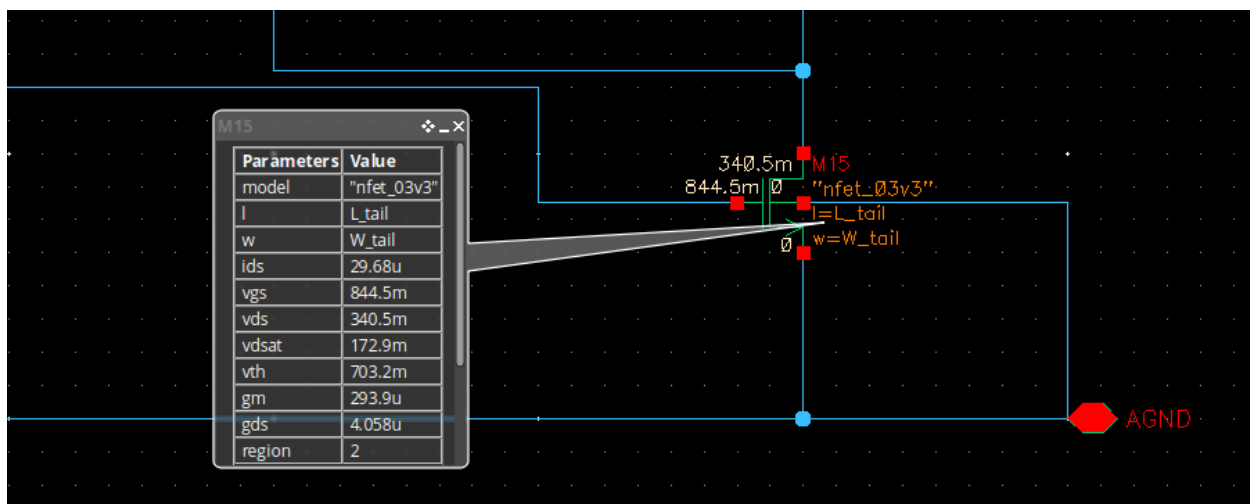 M15
Parameters Value
model "nfet_03v3"
l L_tail
w W_tail
ids 29.68u
vgs 844.5m
vds 340.5m
vdsat 172.9m
vth 703.2m
gm 293.9u
gds 4.058u
region 2
340.5m M15
844.5m 0 "nfet_03v3"
l=L_tail
0 w=W_tail
AGND